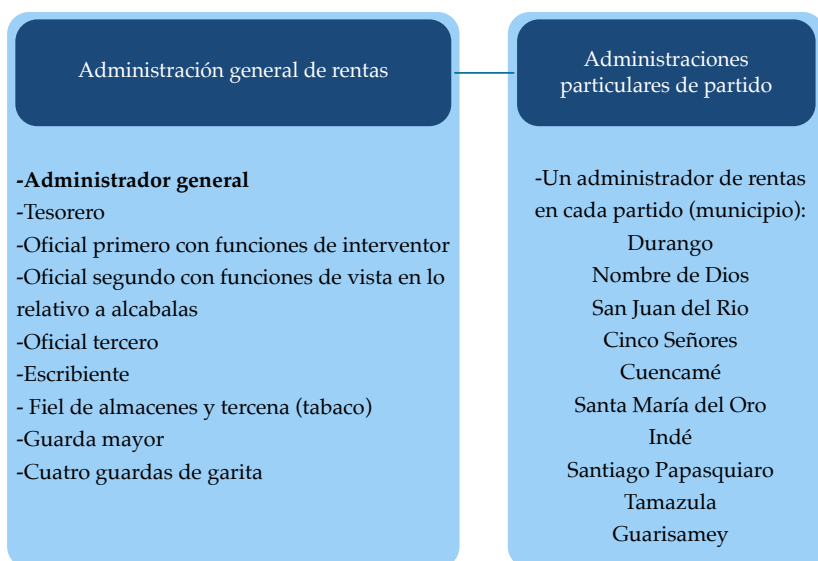 Administración general de rentas
-Administrador general
-Tesorero
-Oficial primero con funciones de interventor
-Oficial segundo con funciones de vista en lo
relativo a alcabalas
-Oficial tercero
-Escribiente
- Fiel de almacenes y tercena (tabaco)
-Guarda mayor
-Cuatro guardas de garita
Administraciones
particulares de partido
-Un administrador de rentas
en cada partido (municipio):
Durango
Nombre de Dios
San Juan del Rio
Cinco Señores
Cuencamé
Santa María del Oro
Indé
Santiago Papasquiaro
Tamazula
Guarisamey